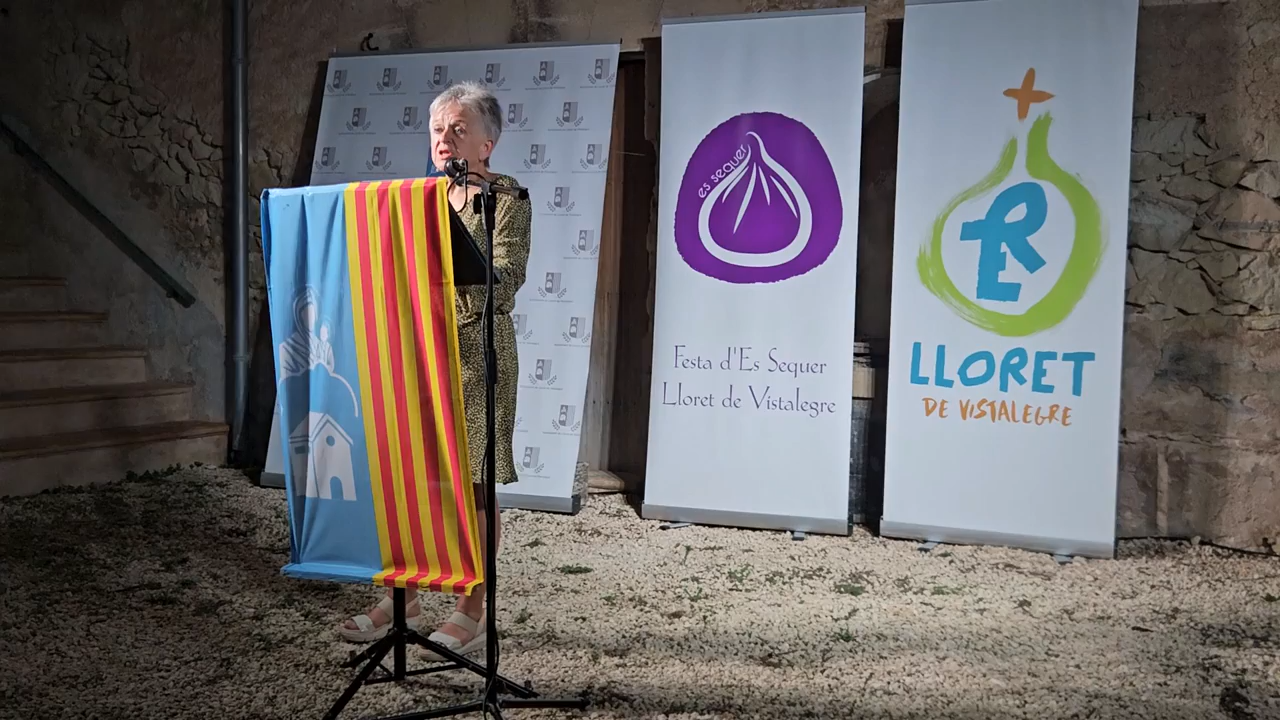 es sequer
Festa d'Es Sequer
Lloret de Vistalegre
LLORET
DE VISTALEGRE